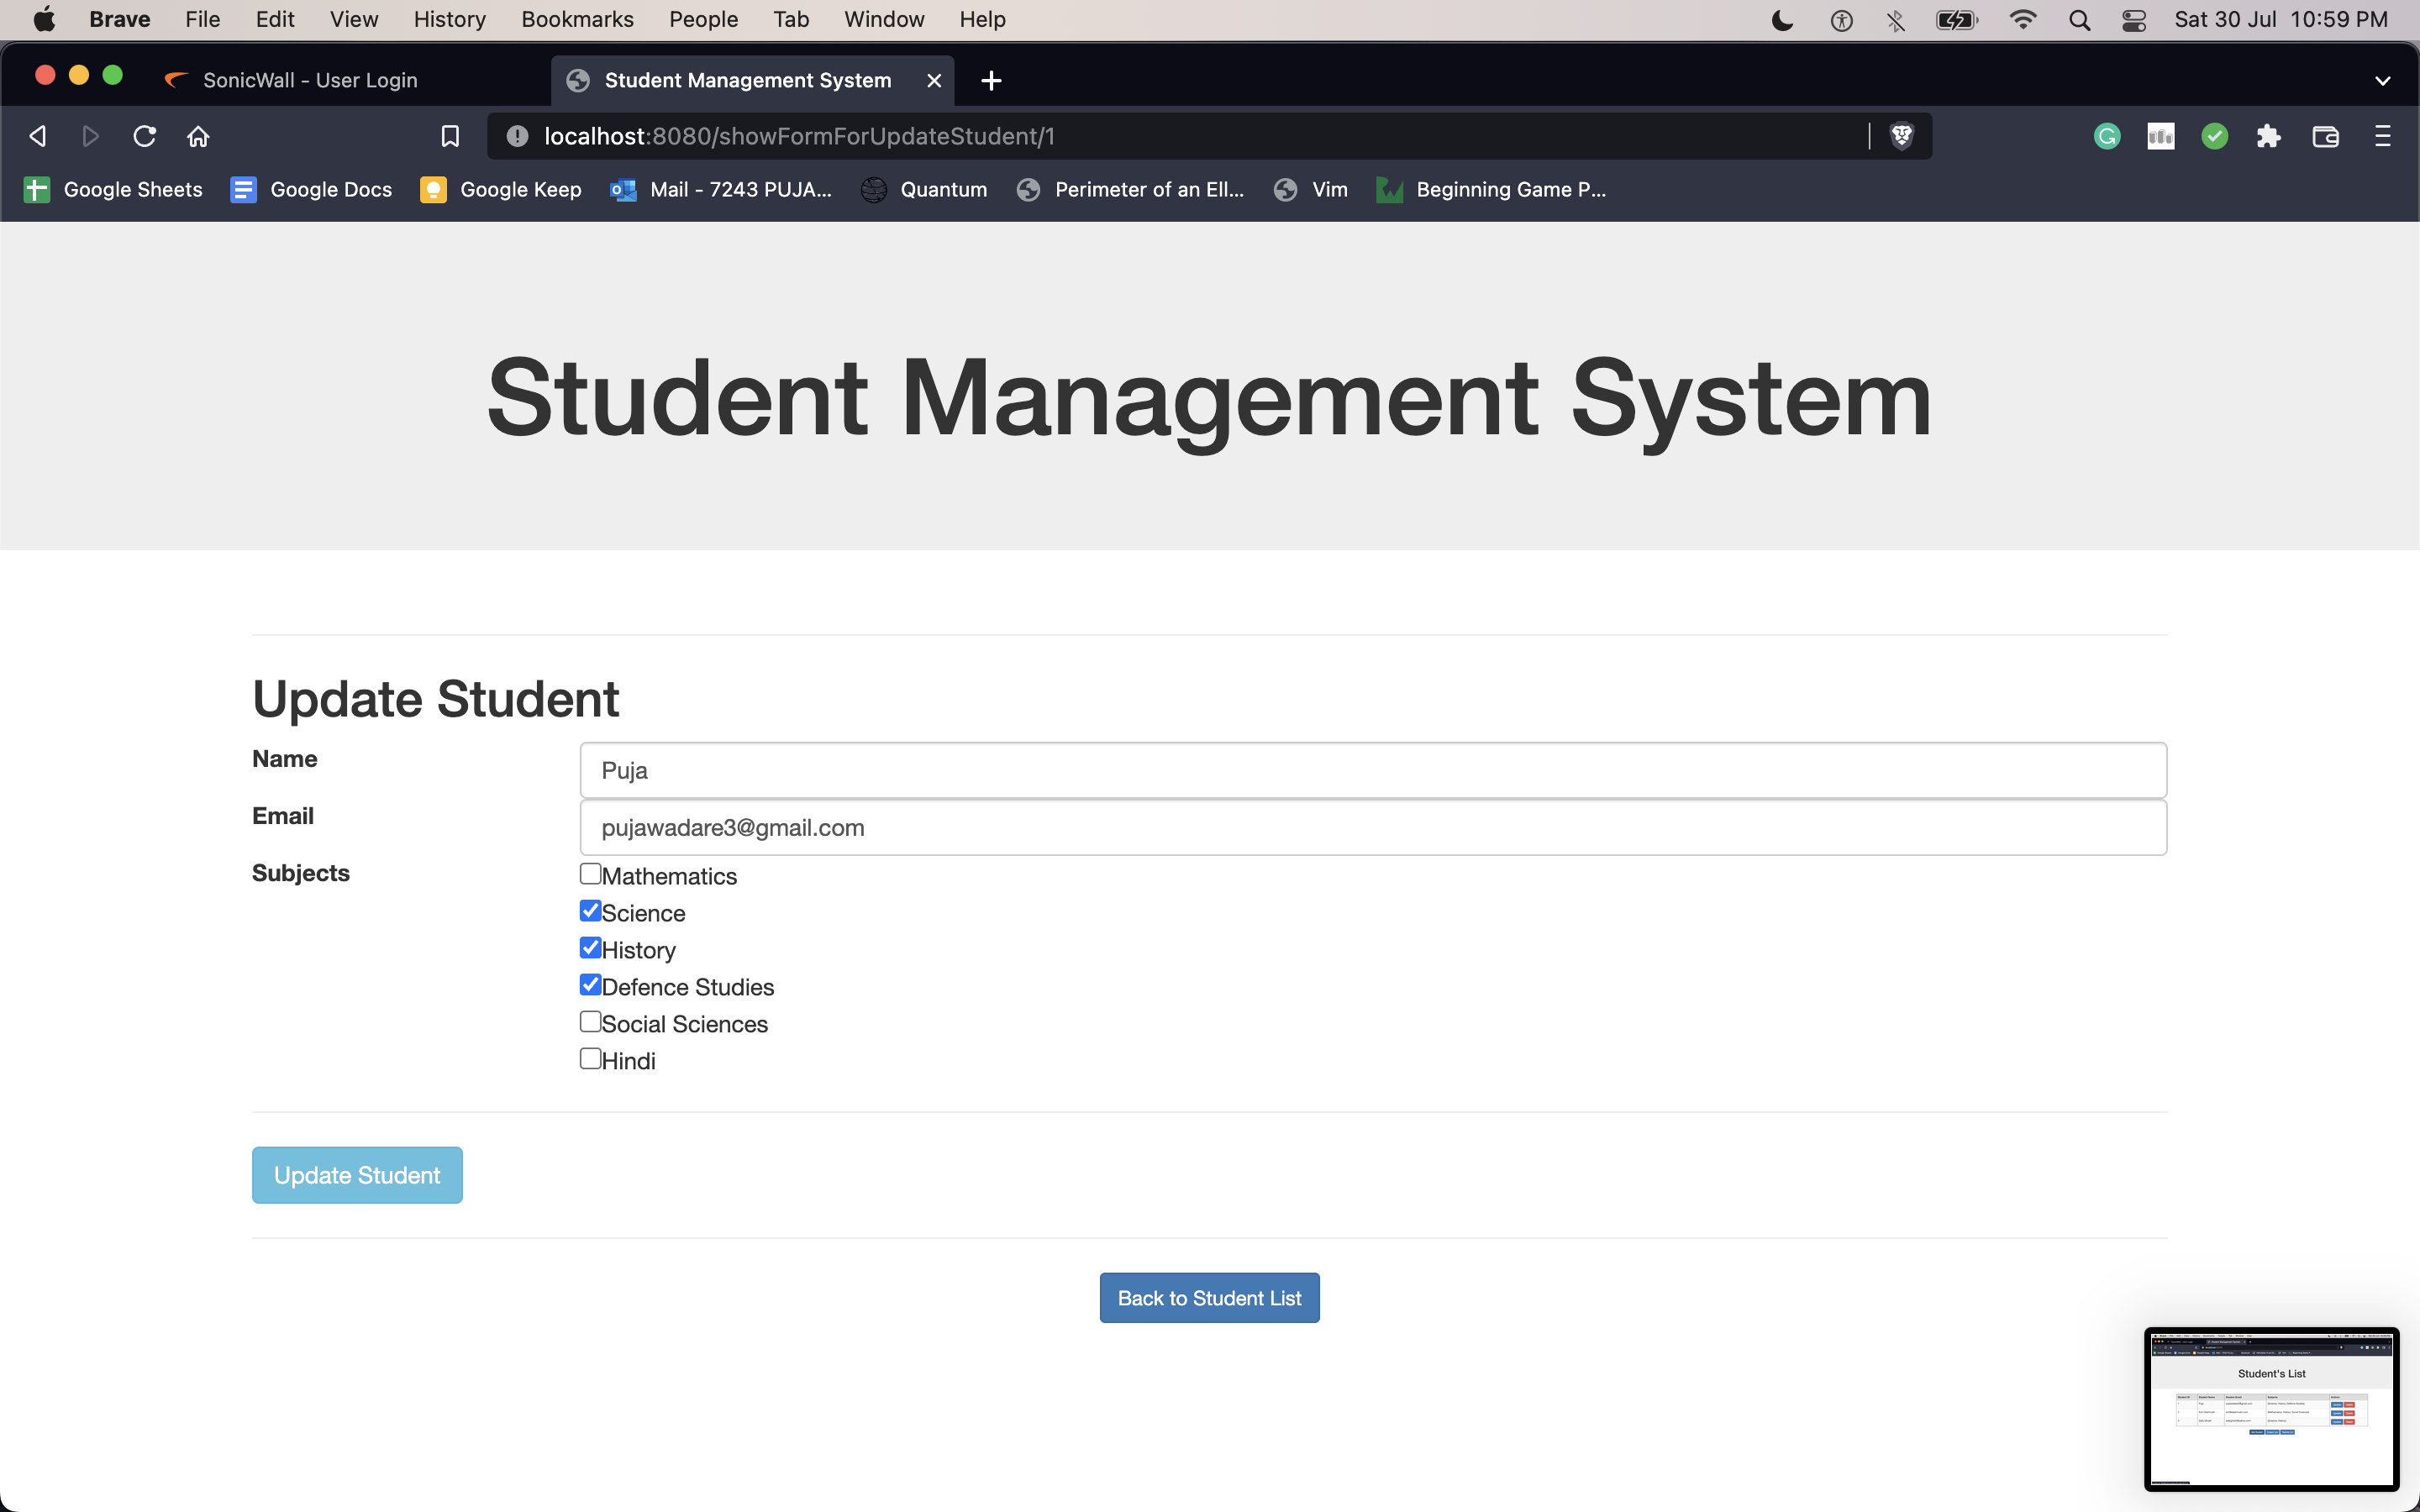 Brave File Edit View History Bookmarks People Tab Window Help Sat 30 Jul 10:59 PM
SonicWall - User Login Student Management System
localhost:8080/showFormForUpdateStudent/1
Google Sheets Google Docs Google Keep Mail - 7243 PUJA... Quantum Perimeter of an Ell... Vim Beginning Game P...
Student Management System
Update Student
Name Puja
Email pujawadare3@gmail.com
Subjects Mathematics
Science
History
Defence Studies
Social Sciences
Hindi
Update Student
Back to Student List
Student's List